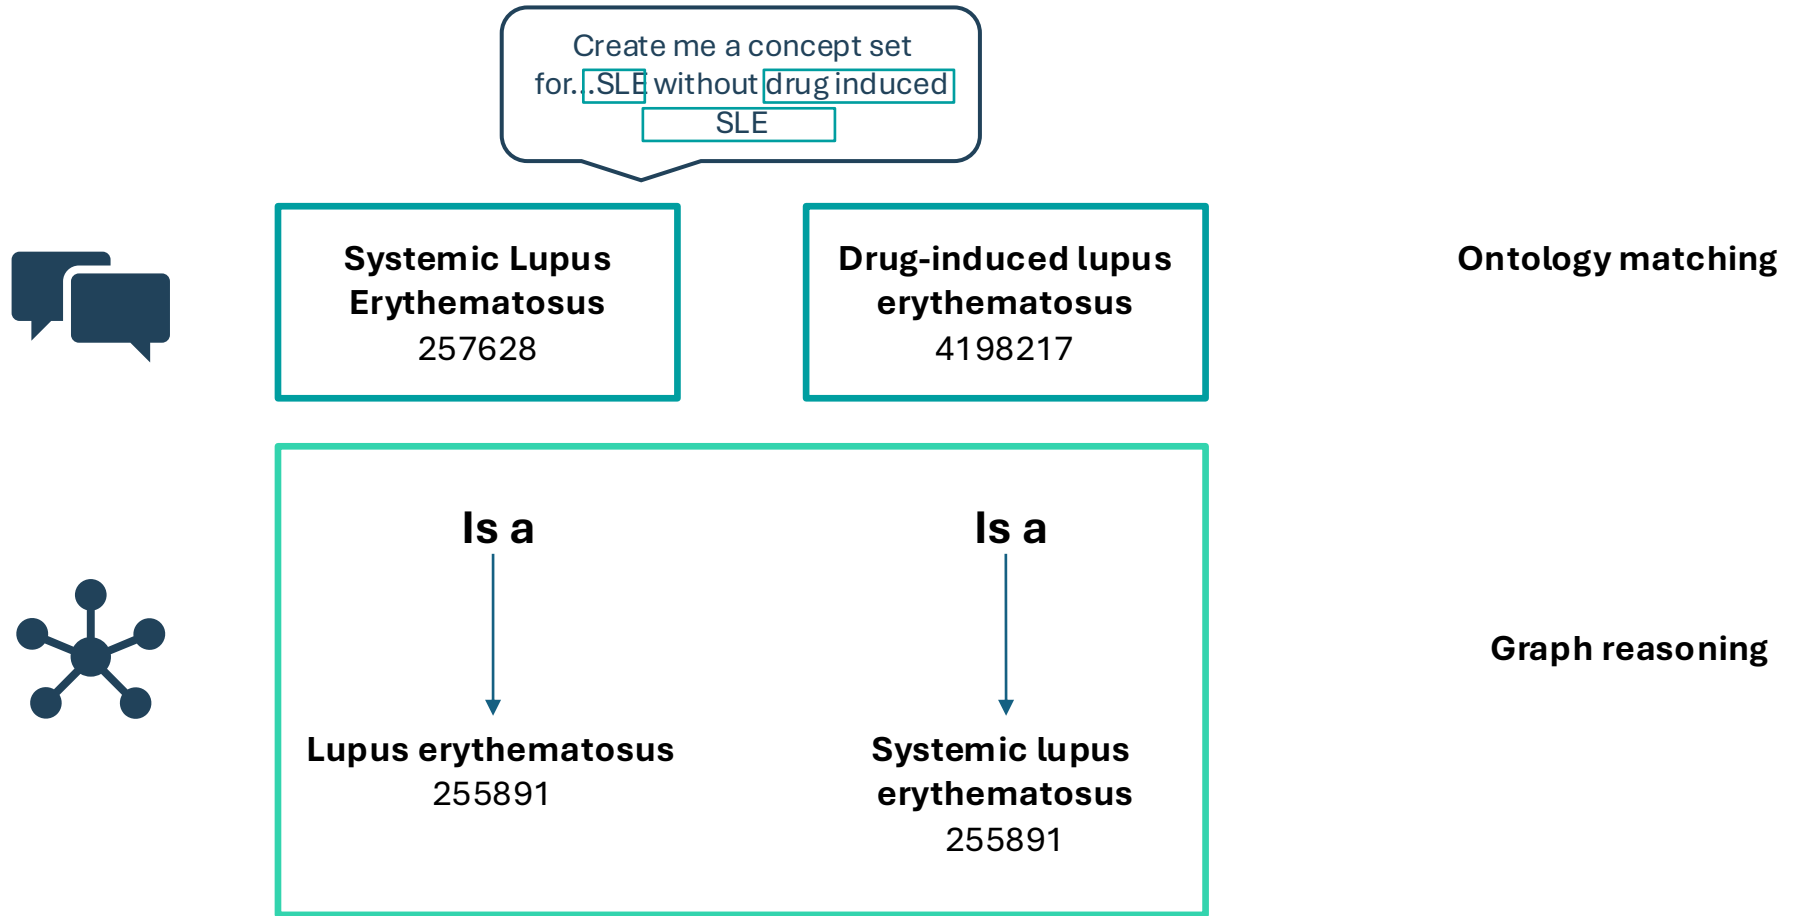 Create me a concept set
for...SLE without drug induced
SLE
Systemic Lupus
Erythematosus
257628
Drug-induced lupus
erythematosus
4198217
Ontology matching
Is a
Is a
Lupus erythematosus
255891
Systemic lupus
erythematosus
255891
Graph reasoning